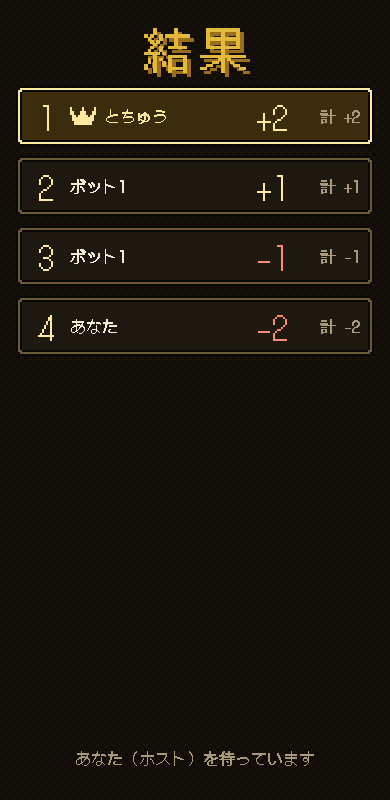 結果
1 とちゅう +2 計 +2
2 ボット1 +1 計 +1
3 ボット1 -1 計 -1
4 あなた -2 計 -2
あなた（ホスト）を待っています